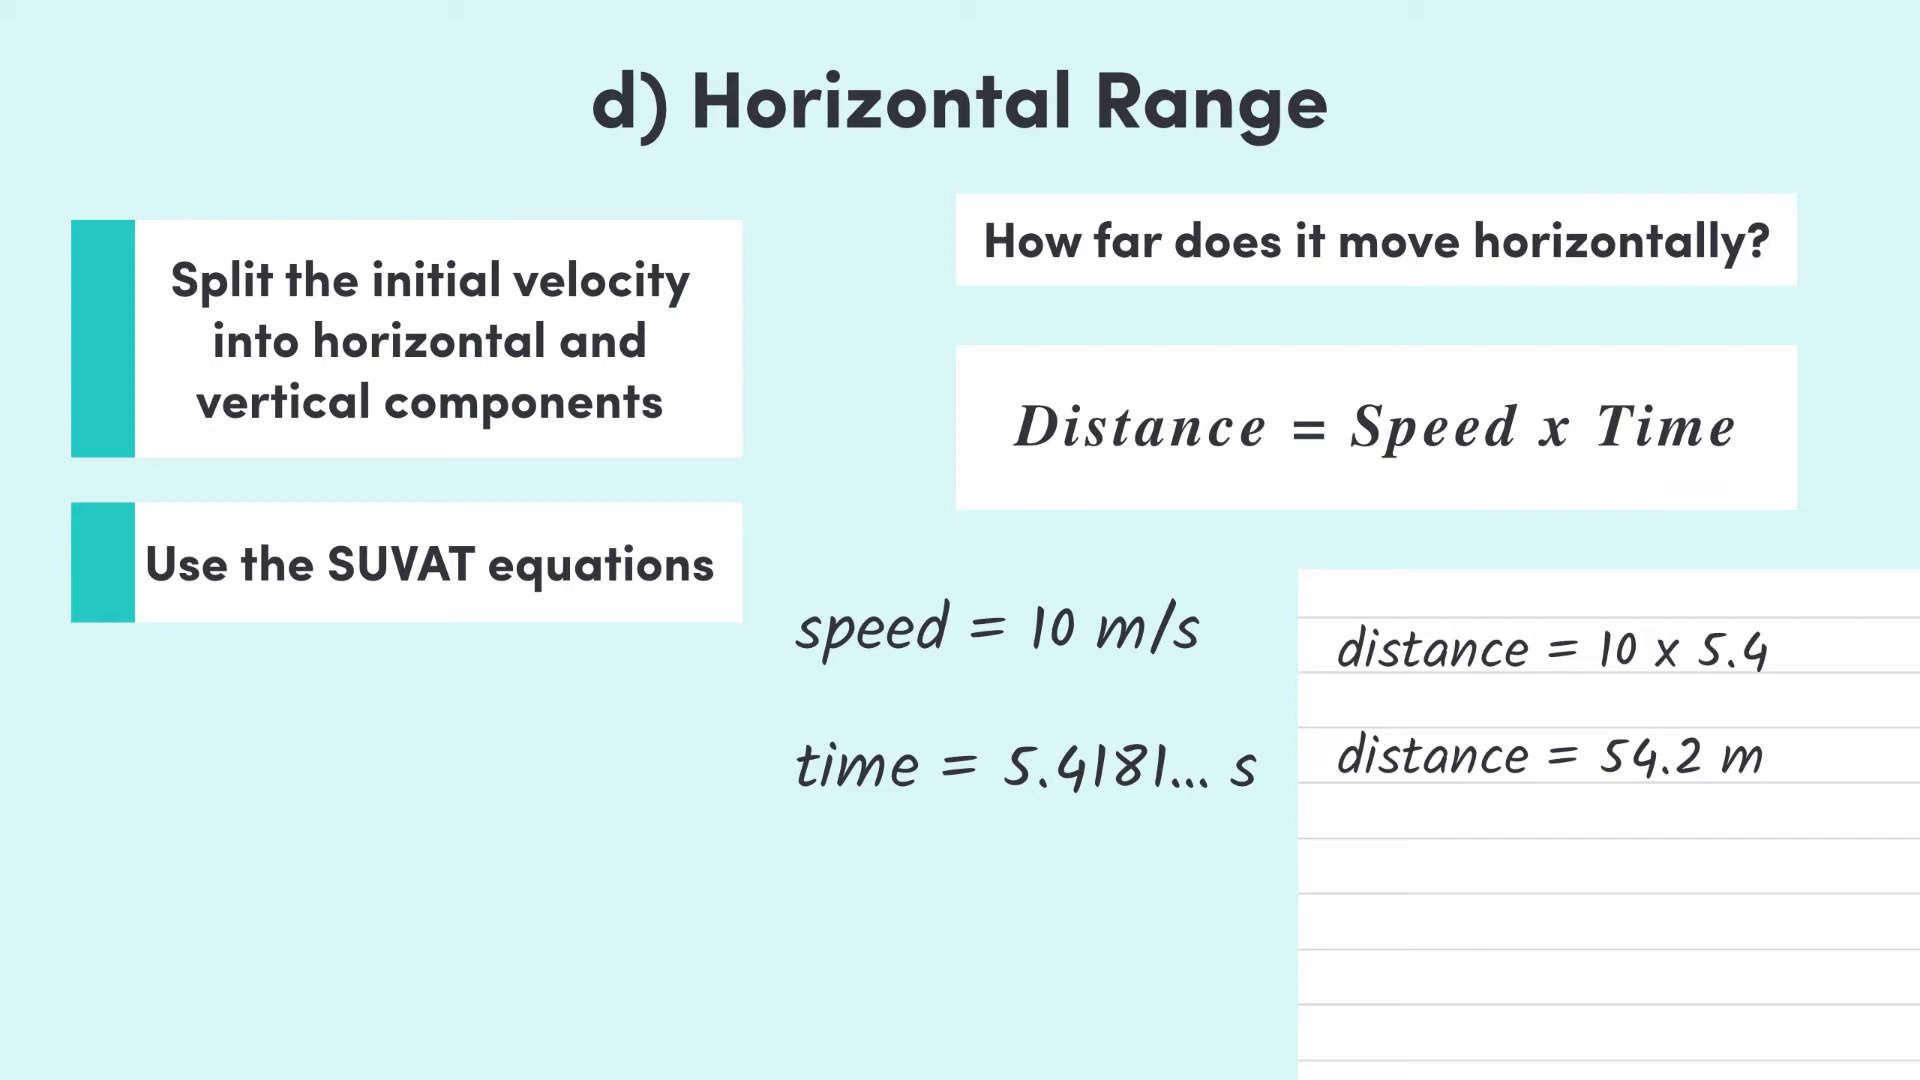 d) Horizontal Range
Split the initial velocity
into horizontal and
vertical components
Use the SUVAT equations
How far does it move horizontally?
Distance = Speed x Time
speed = 10 m/s
time = 5.4181... s
distance = 10 x 5.4
distance = 54.2 m